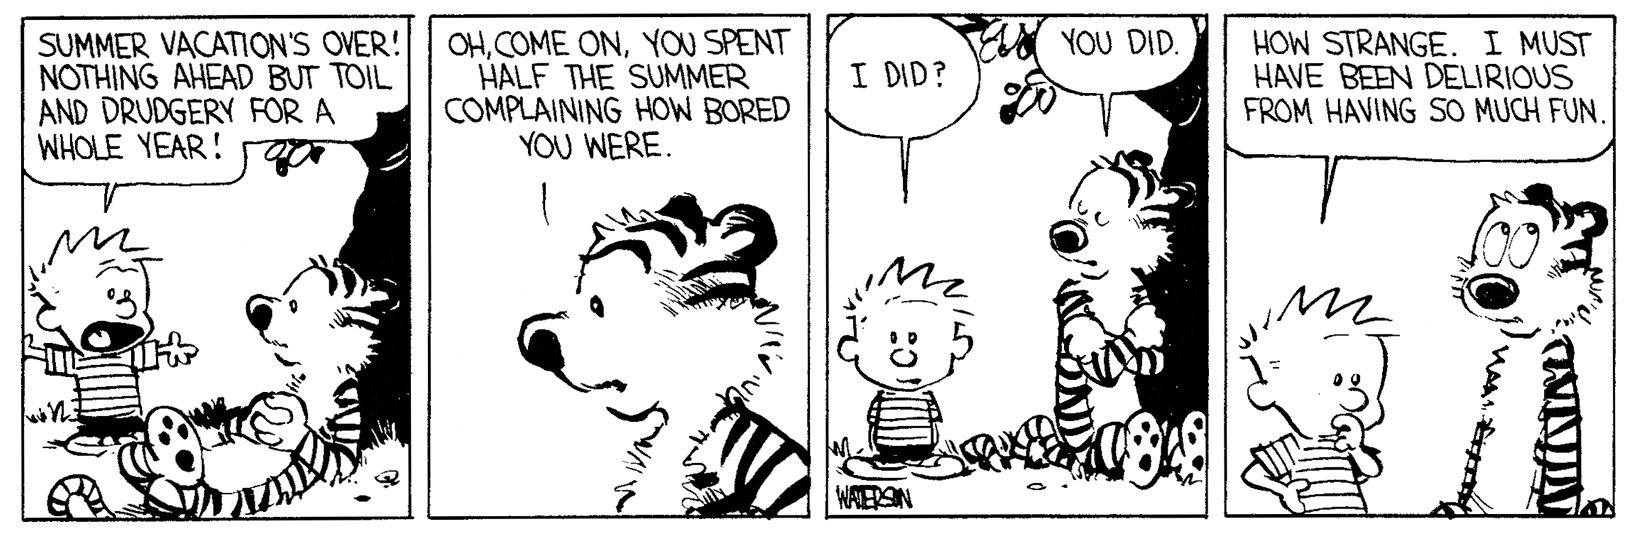 SUMMER VACATION'S OVER!
NOTHING AHEAD BUT TOIL
AND DRUDGERY FOR A
WHOLE YEAR!
OH, COME ON, YOU SPENT
HALF THE SUMMER
COMPLAINING HOW BORED
YOU WERE.
I DID?
YOU DID.
WATERSON
HOW STRANGE. I MUST
HAVE BEEN DELIRIOUS
FROM HAVING SO MUCH FUN.